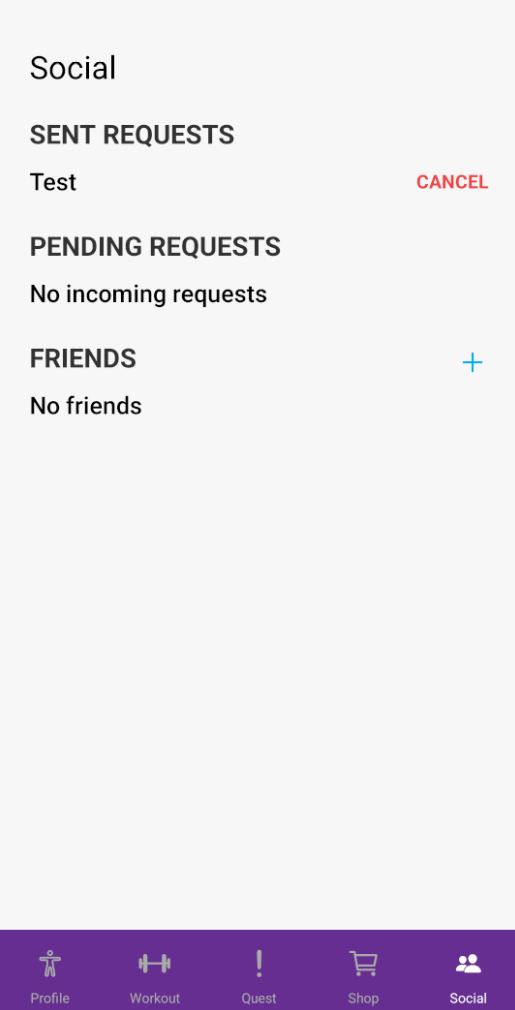 Social
SENT REQUESTS
Test CANCEL
PENDING REQUESTS
No incoming requests
FRIENDS
No friends
Profile Workout Quest Shop Social